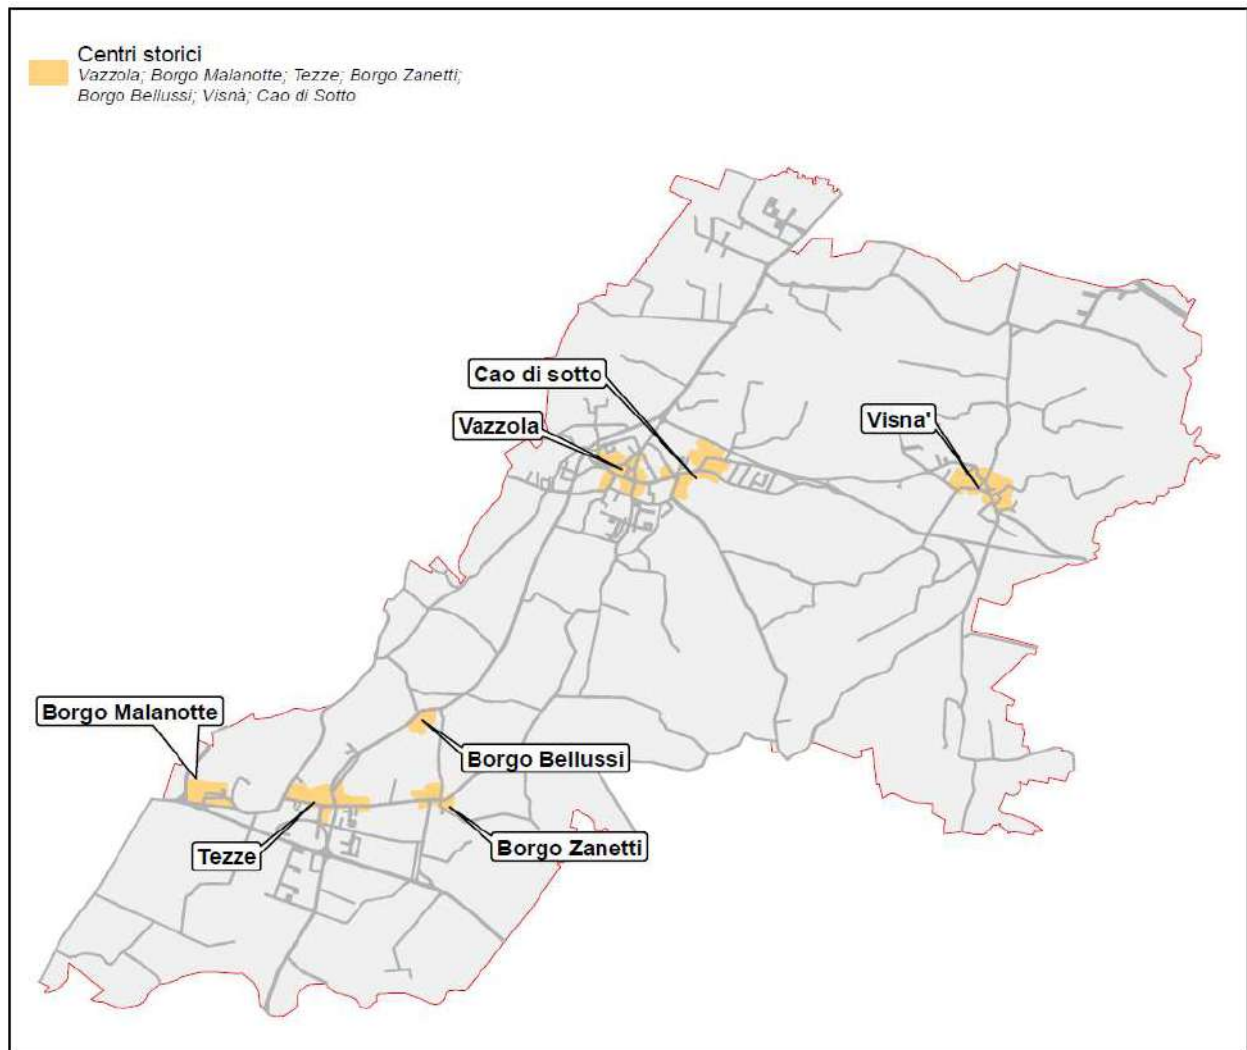 Centri storici
Vazzola; Borgo Malanotte; Tezze; Borgo Zanetti;
Borgo Bellussi; Visnà; Cao di Sotto
Cao di sotto
Vazzola
Visna'
Borgo Malanotte
Borgo Bellussi
Borgo Zanetti
Tezze